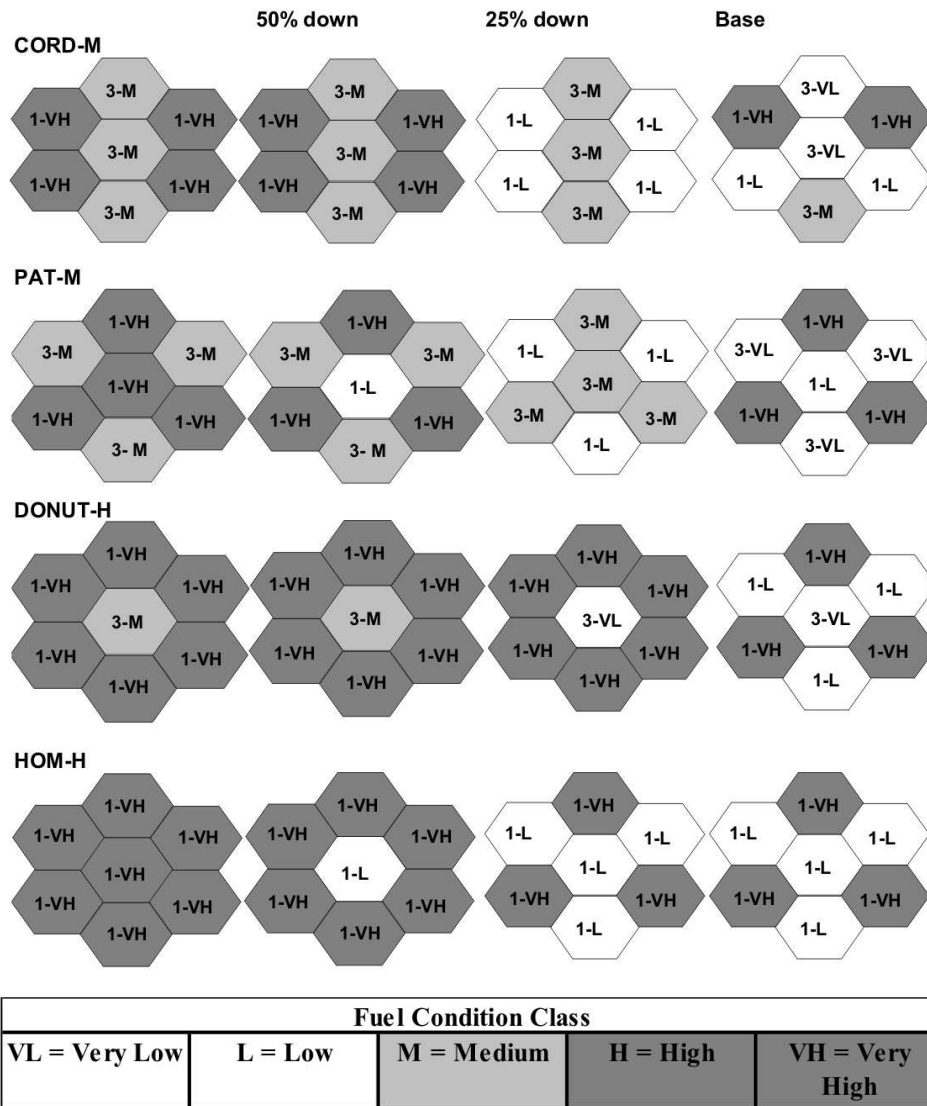 50% down 25% down Base
CORD-M
3-M 3-M 3-M 3-VL
1-VH 1-VH 1-VH 1-VH 1-L 1-L 1-VH 1-VH
3-M 3-M 3-M 3-VL
1-VH 1-VH 1-VH 1-VH 1-L 1-L 1-L 1-L
3-M 3-M 3-M 3-M
PAT-M
1-VH 1-VH 3-M 1-VH
3-M 3-M 3-M 3-M 1-L 1-L 3-VL 3-VL
1-VH 1-L 3-M 1-L
1-VH 1-VH 1-VH 1-VH 3-M 3-M 1-VH 1-VH
3- M 3- M 1-L 3-VL
DONUT-H
1-VH 1-VH 1-VH 1-VH
1-VH 1-VH 1-VH 1-VH 1-VH 1-VH 1-L 1-L
3-M 3-M 3-VL 3-VL
1-VH 1-VH 1-VH 1-VH 1-VH 1-VH 1-VH 1-VH
1-VH 1-VH 1-VH 1-L
HOM-H
1-VH 1-VH 1-VH 1-VH
1-VH 1-VH 1-VH 1-VH 1-L 1-L 1-L 1-L
1-VH 1-L 1-L 1-L
1-VH 1-VH 1-VH 1-VH 1-VH 1-VH 1-VH 1-VH
1-VH 1-VH 1-L 1-L
Fuel Condition Class
VL = Very Low L = Low M = Medium H = High VH = Very
High